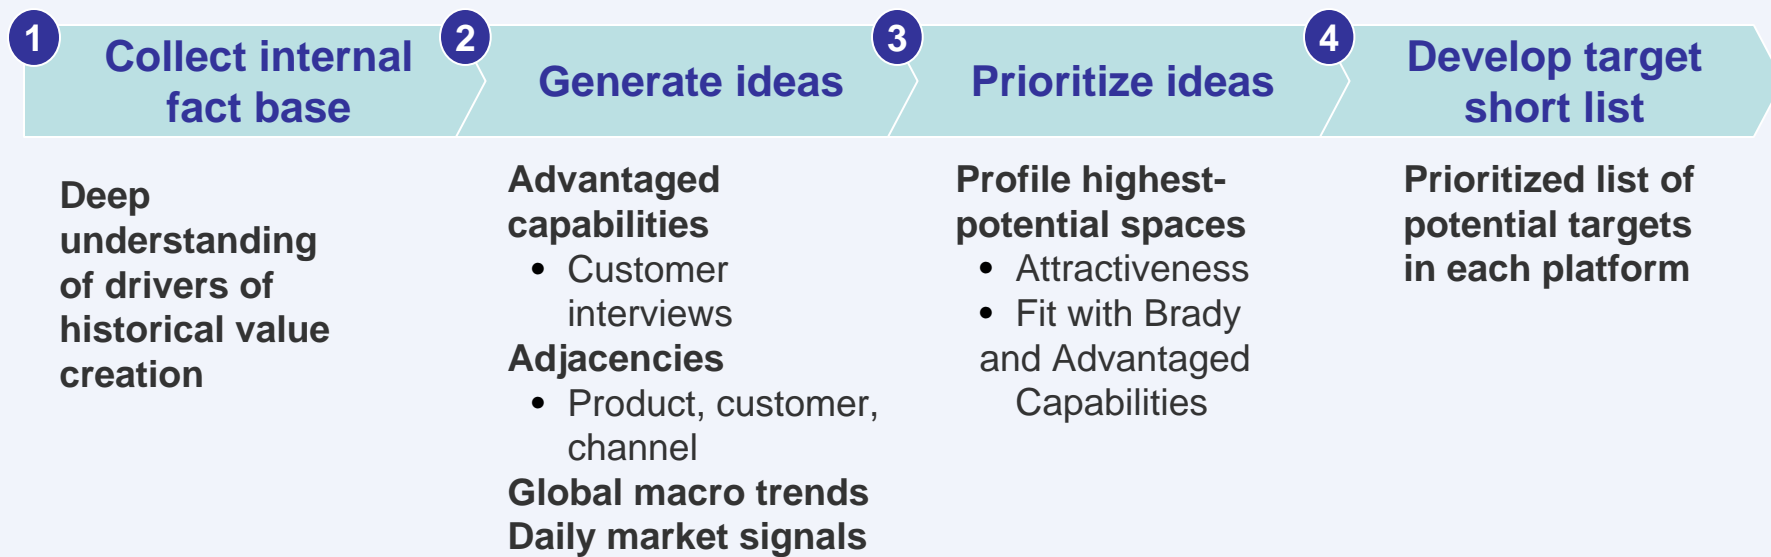 1
Collect internal
fact base
2
Generate ideas
3
Prioritize ideas
4
Develop target
short list
Deep
understanding
of drivers of
historical value
creation
Advantaged
capabilities
• Customer
interviews
Adjacencies
• Product, customer,
channel
Global macro trends
Daily market signals
Profile highest-
potential spaces
• Attractiveness
• Fit with Brady
and Advantaged
Capabilities
Prioritized list of
potential targets
in each platform